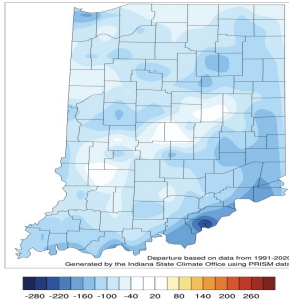 Departure based on data from 1991-2020
Generated by the Indiana State Climate Office using PRISM data
-280 -220 -160 -100 -40 20 80 140 200 260